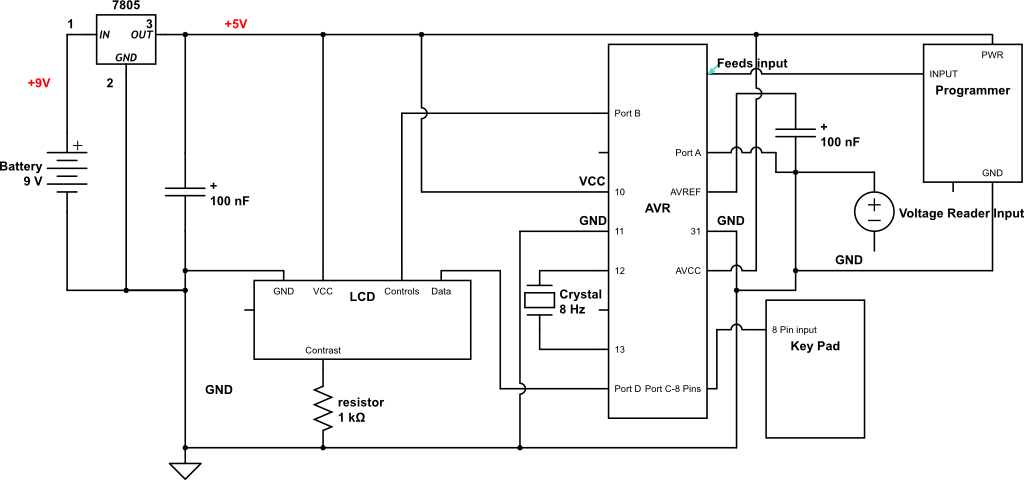 7805
1
IN
3
OUT
GND
2
+5V
+9V
Battery
9 V
+
100 nF
Feeds input
PWR
INPUT
Programmer
GND
Port B
+
100 nF
Port A
VCC
10
AVREF
AVR
GND
11
31
GND
Voltage Reader Input
GND
12
AVCC
GND
VCC
LCD
Controls
Data
Crystal
8 Hz
Contrast
13
8 Pin input
Key Pad
GND
resistor
1 kΩ
Port D
Port C-8 Pins